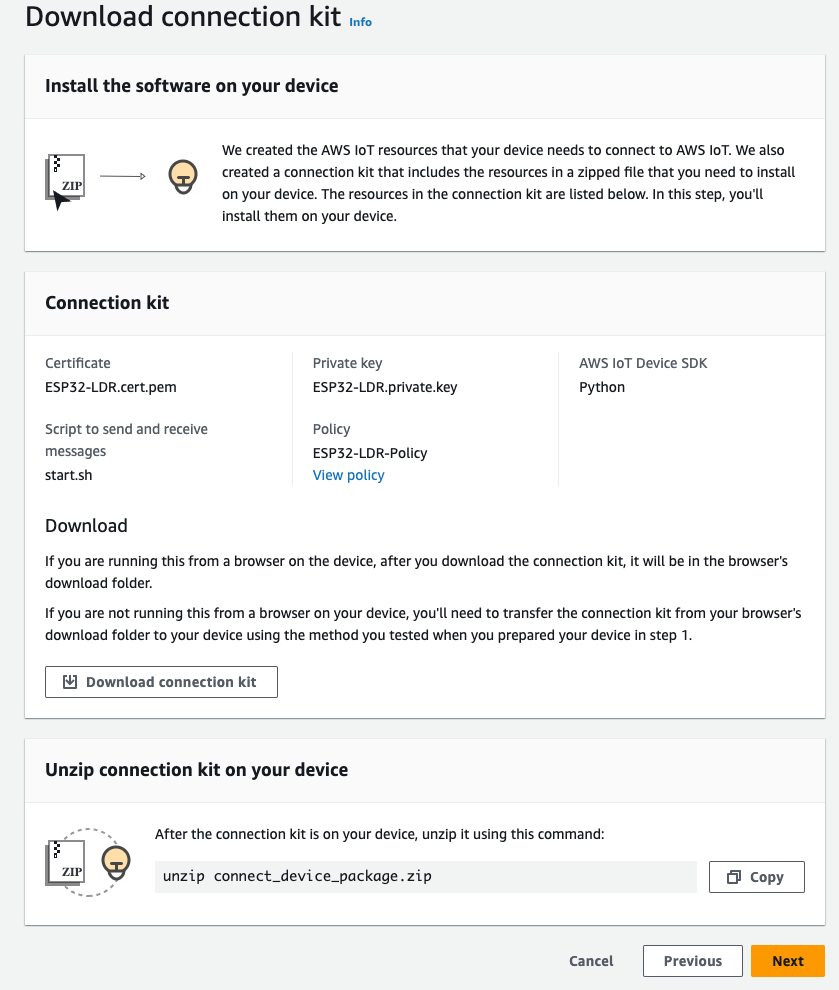 Download connection kit Info
Install the software on your device
ZIP
We created the AWS IoT resources that your device needs to connect to AWS IoT. We also
created a connection kit that includes the resources in a zipped file that you need to install
on your device. The resources in the connection kit are listed below. In this step, you'll
install them on your device.
Connection kit
Certificate
ESP32-LDR.cert.pem
Script to send and receive
messages
start.sh
Private key
ESP32-LDR.private.key
Policy
ESP32-LDR-Policy
View policy
AWS IoT Device SDK
Python
Download
If you are running this from a browser on the device, after you download the connection kit, it will be in the browser's
download folder.
If you are not running this from a browser on your device, you'll need to transfer the connection kit from your browser's
download folder to your device using the method you tested when you prepared your device in step 1.
Download connection kit
Unzip connection kit on your device
ZIP
After the connection kit is on your device, unzip it using this command:
unzip connect_device_package.zip
Copy
Cancel
Previous
Next